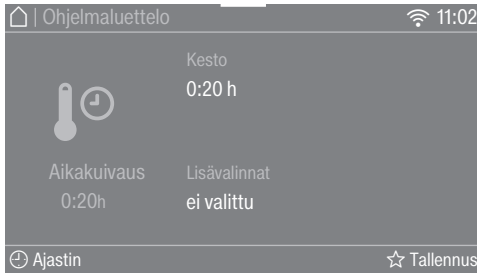 | Ohjelmaluettelo 11:02
Kesto
0:20 h
Aikakuivaus
0:20h
Lisävalinnat
ei valittu
Ajastin Tallennus